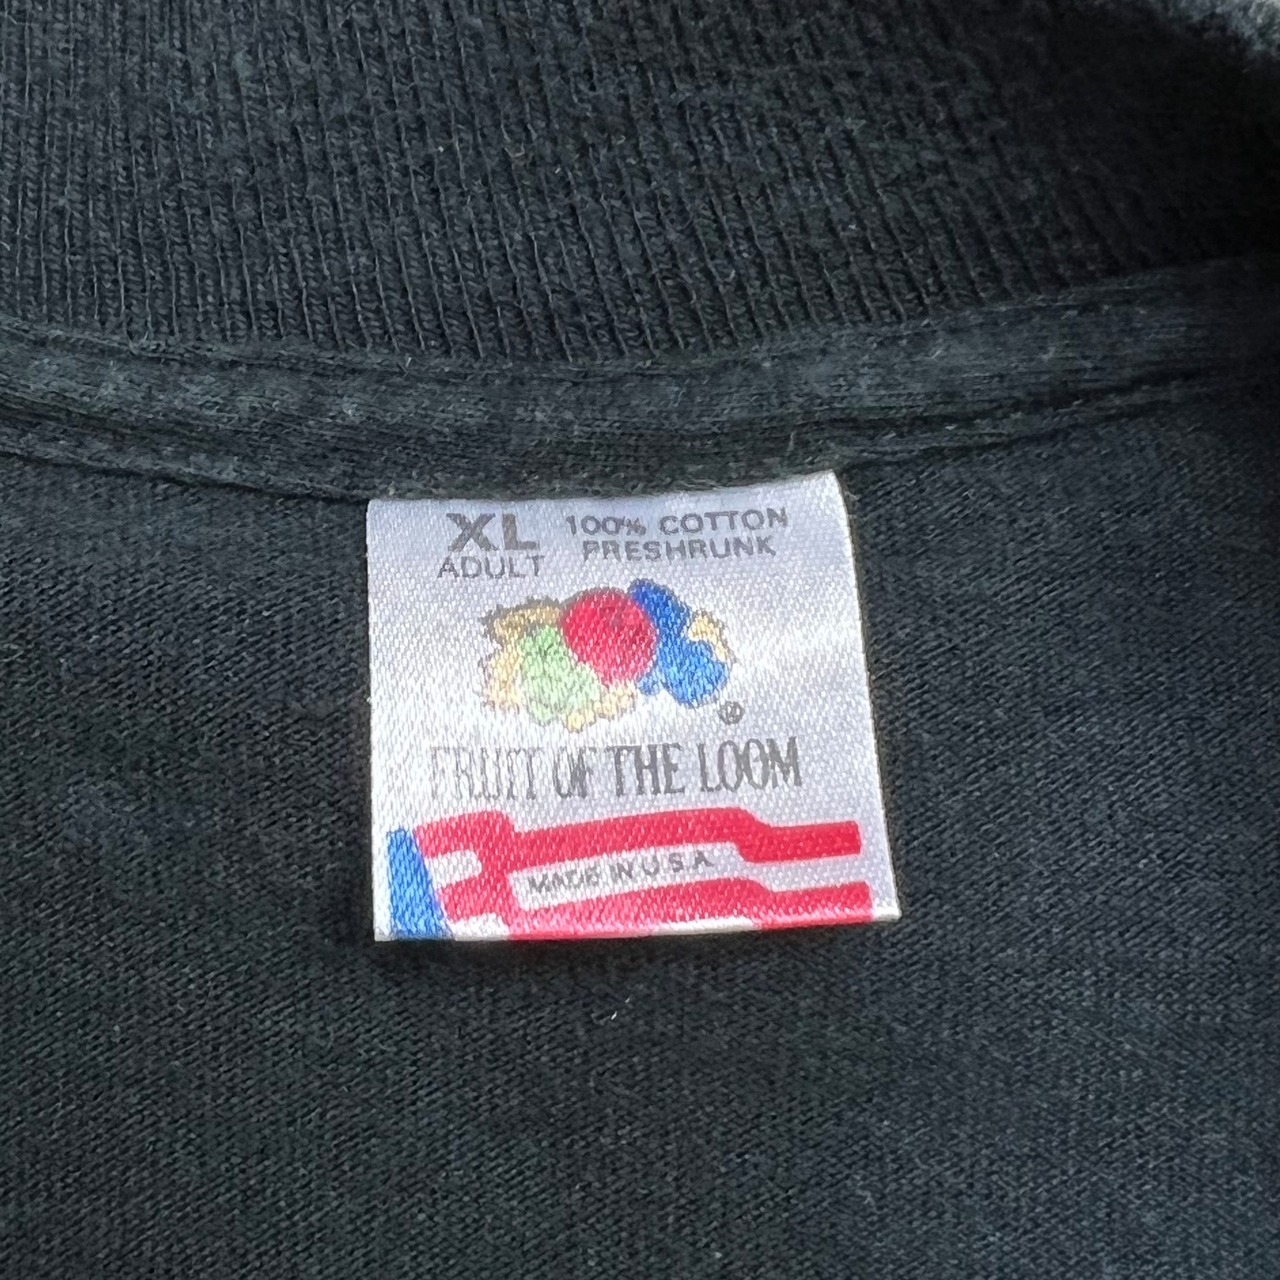 XL 100% COTTON
ADULT PRESHRUNK
®
FRUIT OF THE LOOM
MADE IN U.S.A.